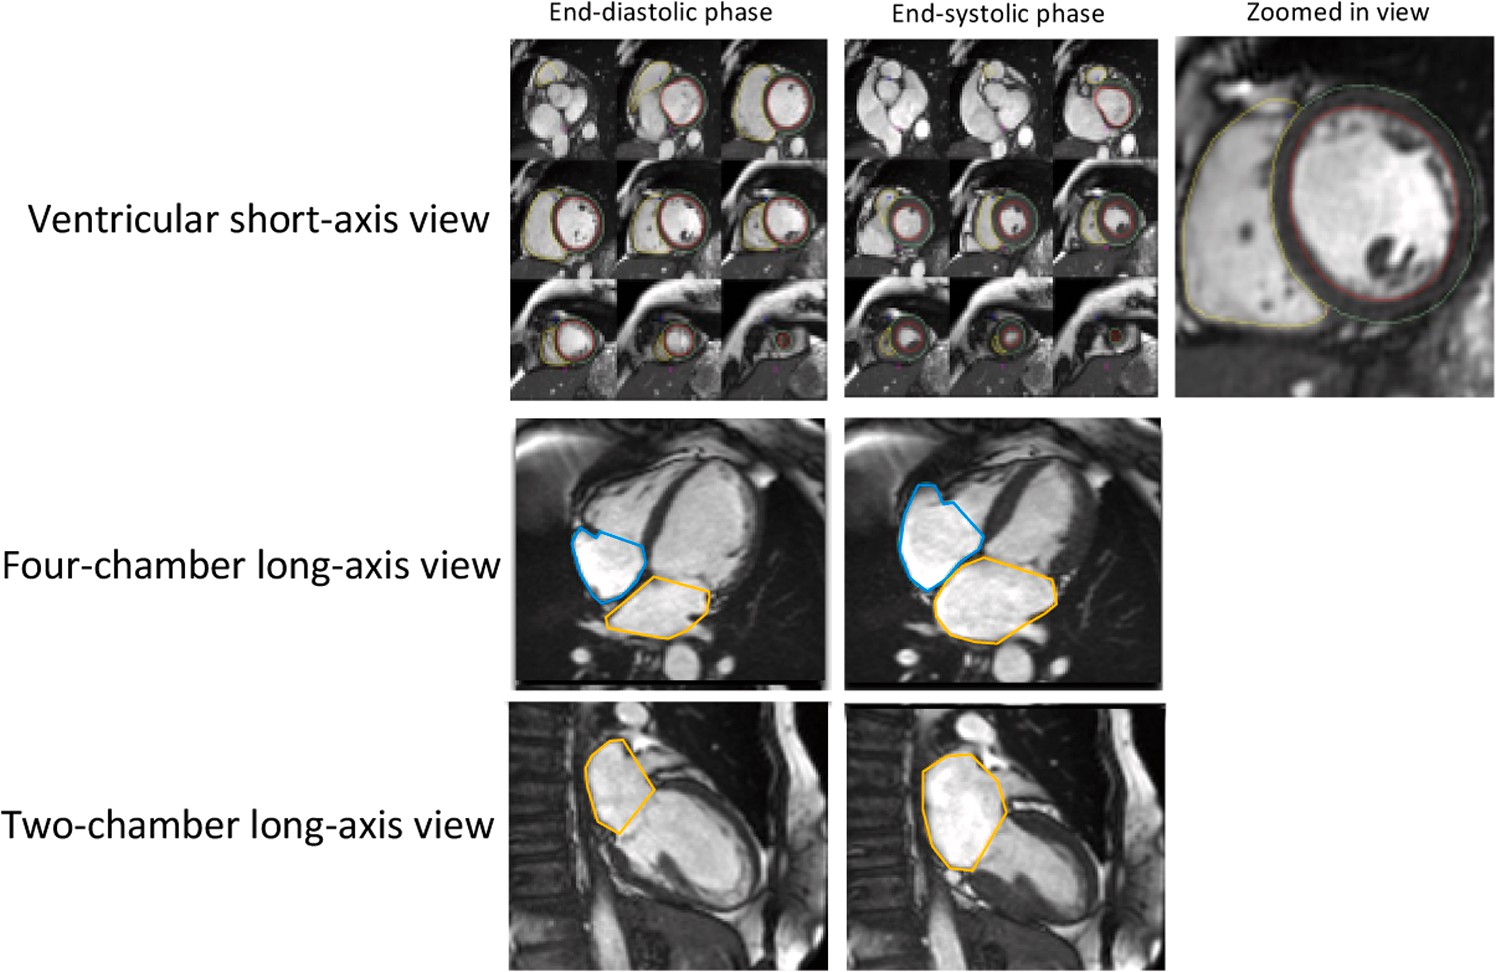 End-diastolic phase
End-systolic phase
Zoomed in view
Ventricular short-axis view
Four-chamber long-axis view
Two-chamber long-axis view